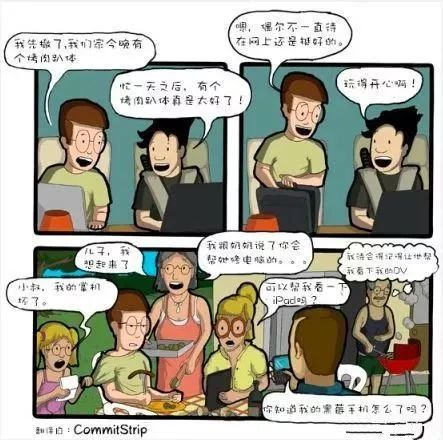 我先撤了,我们家今晚有
个烤肉趴体
忙一天之后，有个
烤肉趴体真是太好了！
嗯，偶尔不一直待
在网上还是挺好的。
玩得开心啊！
儿子，我
想起来了
小叔，我的掌机
坏了。
我跟奶奶说了你会
帮她修电脑的。。。
可以帮我看一下
iPad吗？
我待会得记得让他帮
我看下我的DV
你知道我的黑莓手机怎么了吗？
翻译自：CommitStrip